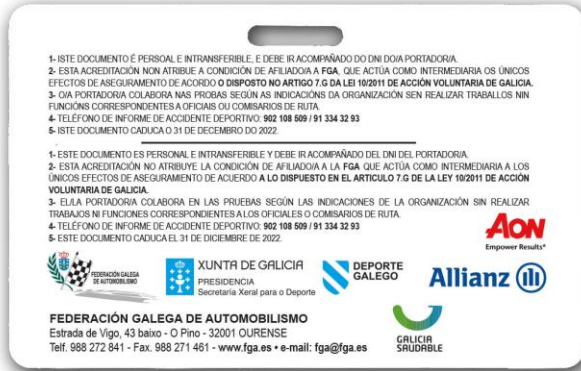 1- ISTE DOCUMENTO É PERSOAL E INTRANSFERIBLE, E DEBE IR ACOMPAÑADO DO DNI DO/A PORTADOR/A.
2- ESTA ACREDITACIÓN NON ATRIBUE A CONDICIÓN DE AFILIADO/A A FGA, QUE ACTÚA COMO INTERMEDIARIA OS ÚNICOS
EFECTOS DE ASEGURAMENTO DE ACORDO O DISPOSTO NO ARTIGO 7.G DA LEI 10/2011 DE ACCIÓN VOLUNTARIA DE GALICIA.
3- O/A PORTADOR/A COLABORA NAS PROBAS SEGÚN AS INDICACIÓNS DA ORGANIZACIÓN SEN REALIZAR TRABALLOS NIN
FUNCIÓNS CORRESPONDENTES A OFICIAIS OU COMISARIOS DE RUTA.
4- TELÉFONO DE INFORME DE ACCIDENTE DEPORTIVO: 902 108 509 / 91 334 32 93
5- ISTE DOCUMENTO CADUCA O 31 DE DECEMBRO DO 2022.
1- ESTE DOCUMENTO ES PERSONAL E INTRANSFERIBLE Y DEBE IR ACOMPAÑADO DEL DNI DEL PORTADOR/A.
2- ESTA ACREDITACIÓN NO ATRIBUYE LA CONDICIÓN DE AFILIADO/A A LA FGA QUE ACTÚA COMO INTERMEDIARIA A LOS
ÚNICOS EFECTOS DE ASEGURAMIENTO DE ACUERDO A LO DISPUESTO EN EL ARTICULO 7.G DE LA LEY 10/2011 DE ACCIÓN
VOLUNTARIA DE GALICIA.
3- EL/LA PORTADOR/A COLABORA EN LAS PRUEBAS SEGÚN LAS INDICACIONES DE LA ORGANIZACIÓN SIN REALIZAR
TRABAJOS NI FUNCIONES CORRESPONDIENTES A LOS OFICIALES O COMISARIOS DE RUTA.
4- TELÉFONO DE INFORME DE ACCIDENTE DEPORTIVO: 902 108 509 / 91 334 32 93
5- ESTE DOCUMENTO CADUCA EL 31 DE DICIEMBRE DE 2022.
AON
Empower Results®
FEDERACIÓN GALEGA
DE AUTOMOBILISMO
XUNTA DE GALICIA
PRESIDENCIA
Secretaría Xeral para o Deporte
DEPORTE
GALEGO
Allianz
FEDERACIÓN GALEGA DE AUTOMOBILISMO
Estrada de Vigo, 43 baixo - O Pino - 32001 OURENSE
Telf. 988 272 841 - Fax. 988 271 461 - www.fga.es • e-mail: fga@fga.es
GALICIA
SAUDABLE